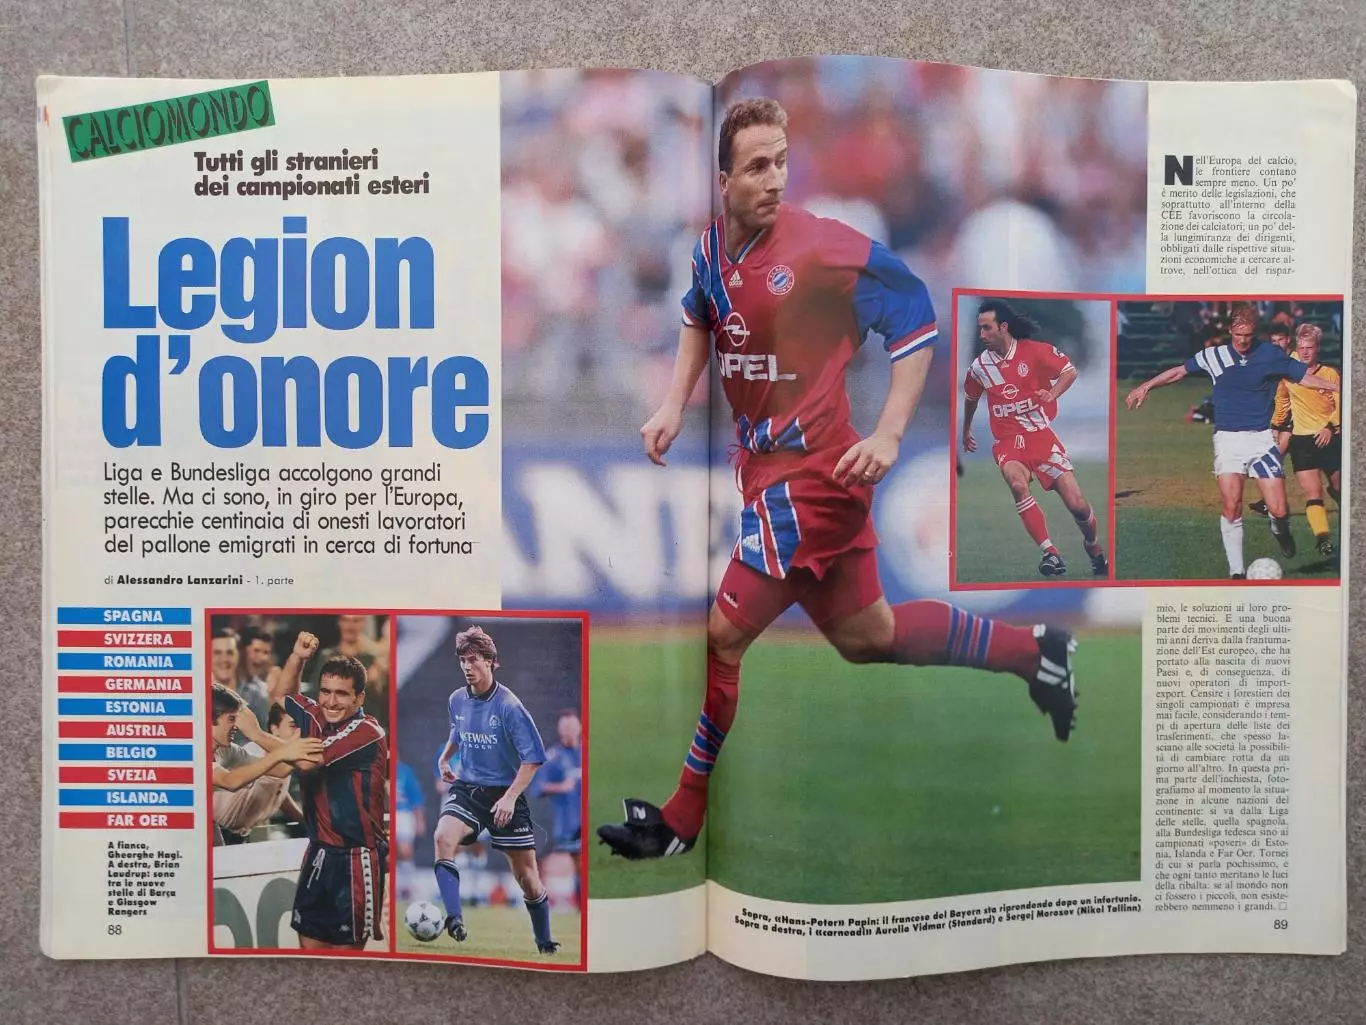 CALCIOMONDO
Tutti gli stranieri
dei campionati esteri
Legion
d'onore
Liga e Bundesliga accolgono grandi
stelle. Ma ci sono, in giro per l'Europa,
parecchie centinaia di onesti lavoratori
del pallone emigrati in cerca di fortuna
di Alessandro Lanzarini - 1. parte
SPAGNA
SVIZZERA
ROMANIA
GERMANIA
ESTONIA
AUSTRIA
BELGIO
SVEZIA
ISLANDA
FAR OER
A fianco,
Gheorghe Hagi.
A destra, Brian
Laudrup: sono
tra le nuove
stelle di Barça
e Glasgow
Rangers
88
McEWAN'S
LAGER
adidas
OPEL
OPEL
Nell'Europa del calcio,
le frontiere contano
sempre meno. Un po'
è merito delle legislazioni, che
soprattutto all'interno della
CEE favoriscono la circola-
zione dei calciatori; un po' del-
la lungimiranza dei dirigenti,
obbligati dalle rispettive situa-
zioni economiche a cercare al-
trove, nell'ottica del rispar-
mio, le soluzioni ai loro pro-
blemi tecnici. E una buona
parte dei movimenti degli ulti-
mi anni deriva dalla frantuma-
zione dell'Est europeo, che ha
portato alla nascita di nuovi
Paesi e, di conseguenza, di
nuovi operatori di import-
export. Censire i forestieri dei
singoli campionati è impresa
mai facile, considerando i tem-
pi di apertura delle liste dei
trasferimenti, che spesso la-
sciano alle società la possibili-
tà di cambiare rotta da un
giorno all'altro. In questa pri-
ma parte dell'inchiesta, foto-
grafiamo al momento la situa-
zione in alcune nazioni del
continente: si va dalla Liga
delle stelle, quella spagnola,
alla Bundesliga tedesca sino ai
campionati «poveri» di Esto-
nia, Islanda e Far Oer. Tornei
di cui si parla pochissimo, e
che ogni tanto meritano le luci
della ribalta: se al mondo non
ci fossero i piccoli, non esiste-
rebbero nemmeno i grandi. □
Sopra, «Hans-Peter» Papin: il francese del Bayern sta riprendendo dopo un infortunio.
Sopra a destra, i «carneadi» Aurelio Vidmar (Standard) e Sergej Morozov (Nikol Tallinn)
89